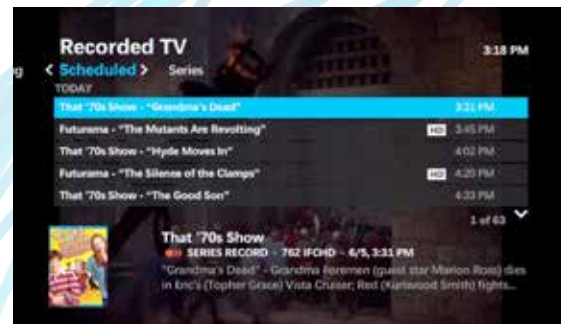 Recorded TV
3:18 PM
g < Scheduled > Series
TODAY
That '70s Show - "Grandma's Dead" 3:31 PM
Futurama - "The Mutants Are Revolting" HD 3:45 PM
That '70s Show - "Hyde Moves In" 4:02 PM
Futurama - "The Silence of the Clamps" HD 4:20 PM
That '70s Show - "The Good Son" 4:33 PM
1 of 63
That '70s Show
SERIES RECORD - 762 IFCHD - 6/5, 3:31 PM
"Grandma's Dead" - Grandma Foremen (guest star Marion Ross) dies
in Eric's (Topher Grace) Vista Cruiser; Red (Kurtwood Smith) fights...